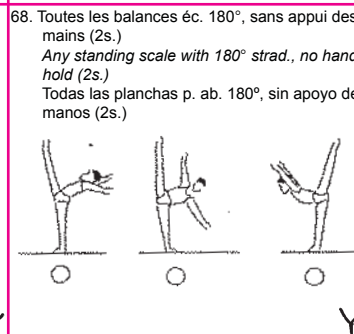 68. Toutes les balances éc. 180°, sans appui des
mains (2s.)
Any standing scale with 180° strad., no hand
hold (2s.)
Todas las planchas p. ab. 180º, sin apoyo de
manos (2s.)